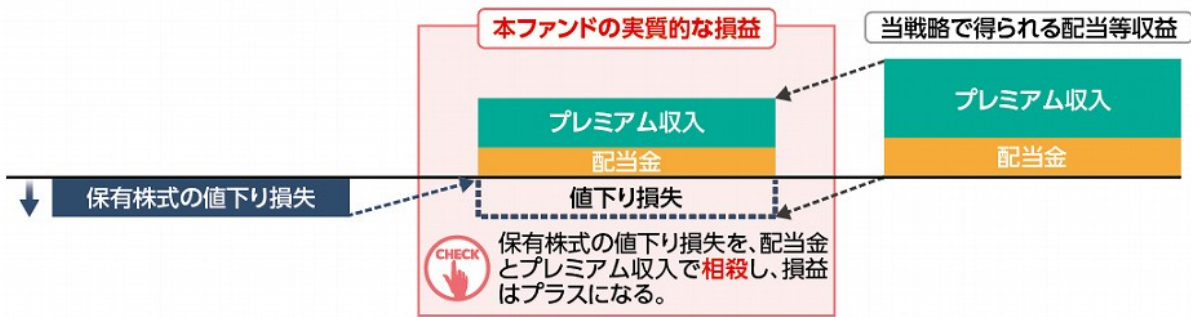 本ファンドの実質的な損益
当戦略で得られる配当等収益
プレミアム収入
配当金
プレミアム収入
配当金
保有株式の値下り損失
値下り損失
CHECK
保有株式の値下り損失を、配当金
とプレミアム収入で相殺し、損益
はプラスになる。